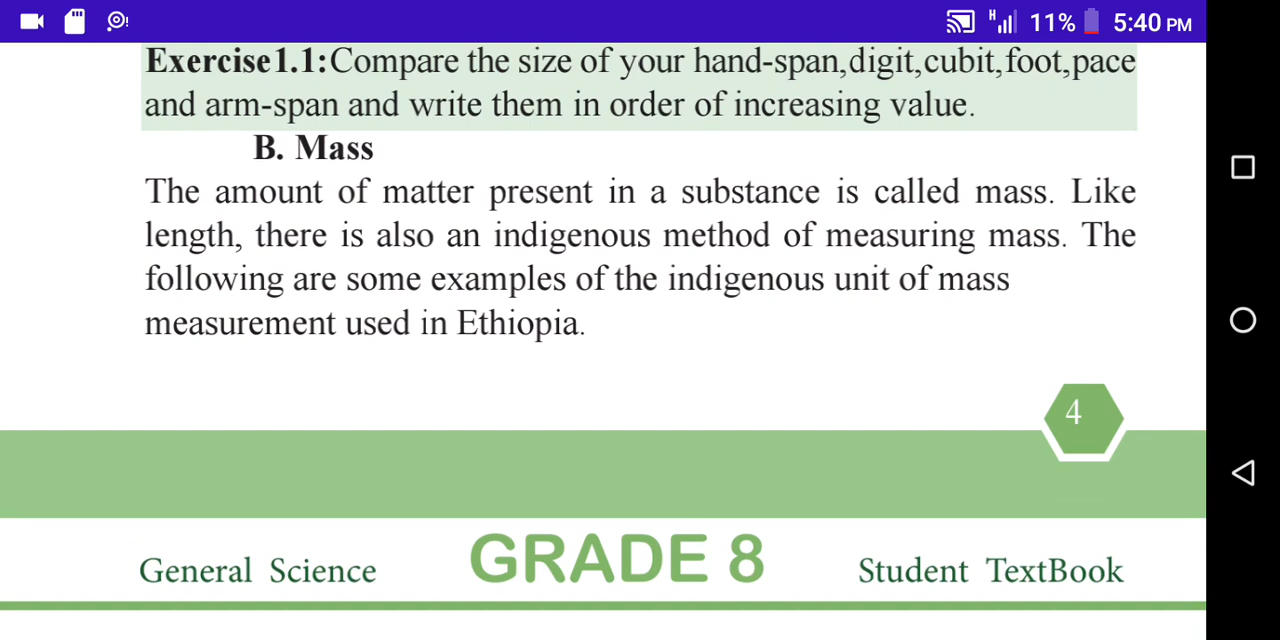 H 11% 5:40 PM
Exercise1.1:Compare the size of your hand-span,digit,cubit,foot,pace
and arm-span and write them in order of increasing value.
B. Mass
The amount of matter present in a substance is called mass. Like
length, there is also an indigenous method of measuring mass. The
following are some examples of the indigenous unit of mass
measurement used in Ethiopia.
4
General Science GRADE 8 Student TextBook